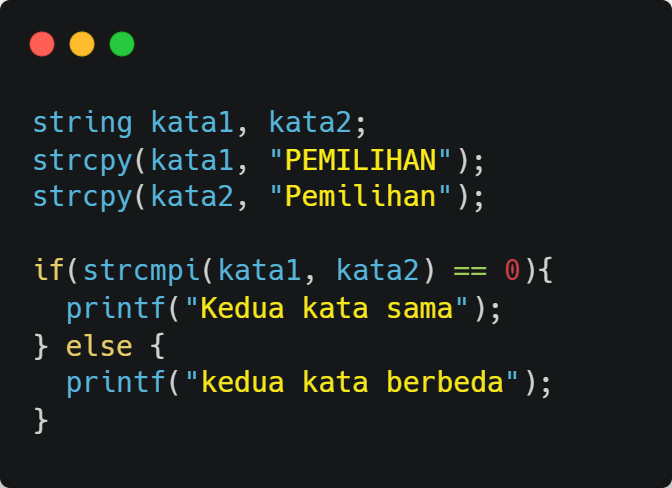 string kata1, kata2;
strcpy(kata1, "PEMILIHAN");
strcpy(kata2, "Pemilihan");

if(strcmpi(kata1, kata2) == 0){
  printf("Kedua kata sama");
} else {
  printf("kedua kata berbeda");
}